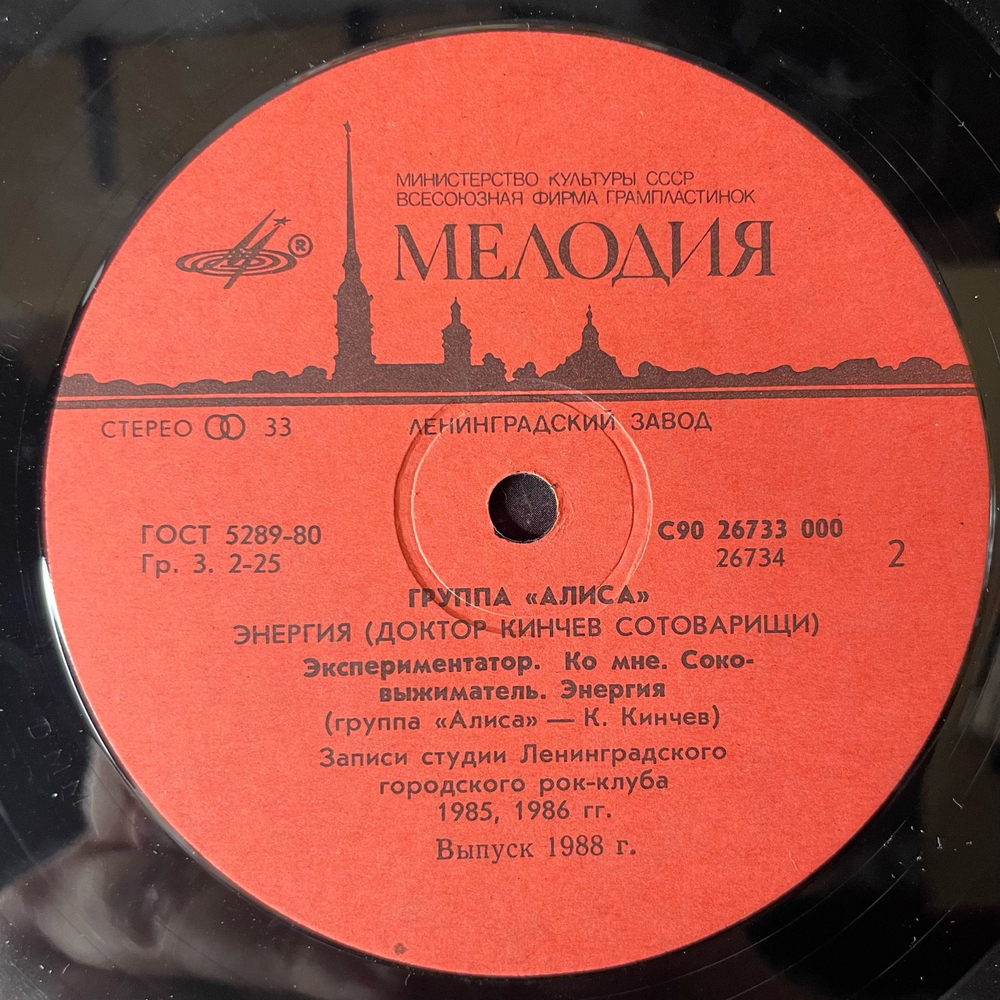 МИНИСТЕРСТВО КУЛЬТУРЫ СССР
ВСЕСОЮЗНАЯ ФИРМА ГРАМПЛАСТИНОК
МЕЛОДИЯ
®
СТЕРЕО 33
ЛЕНИНГРАДСКИЙ ЗАВОД
ГОСТ 5289-80
Гр. 3. 2-25
С90 26733 000
26734
2
ГРУППА «АЛИСА»
ЭНЕРГИЯ (ДОКТОР КИНЧЕВ СОТОВАРИЩИ)
Экспериментатор. Ко мне. Соко-
выжиматель. Энергия
(группа «Алиса» — К. Кинчев)
Записи студии Ленинградского
городского рок-клуба
1985, 1986 гг.
Выпуск 1988 г.